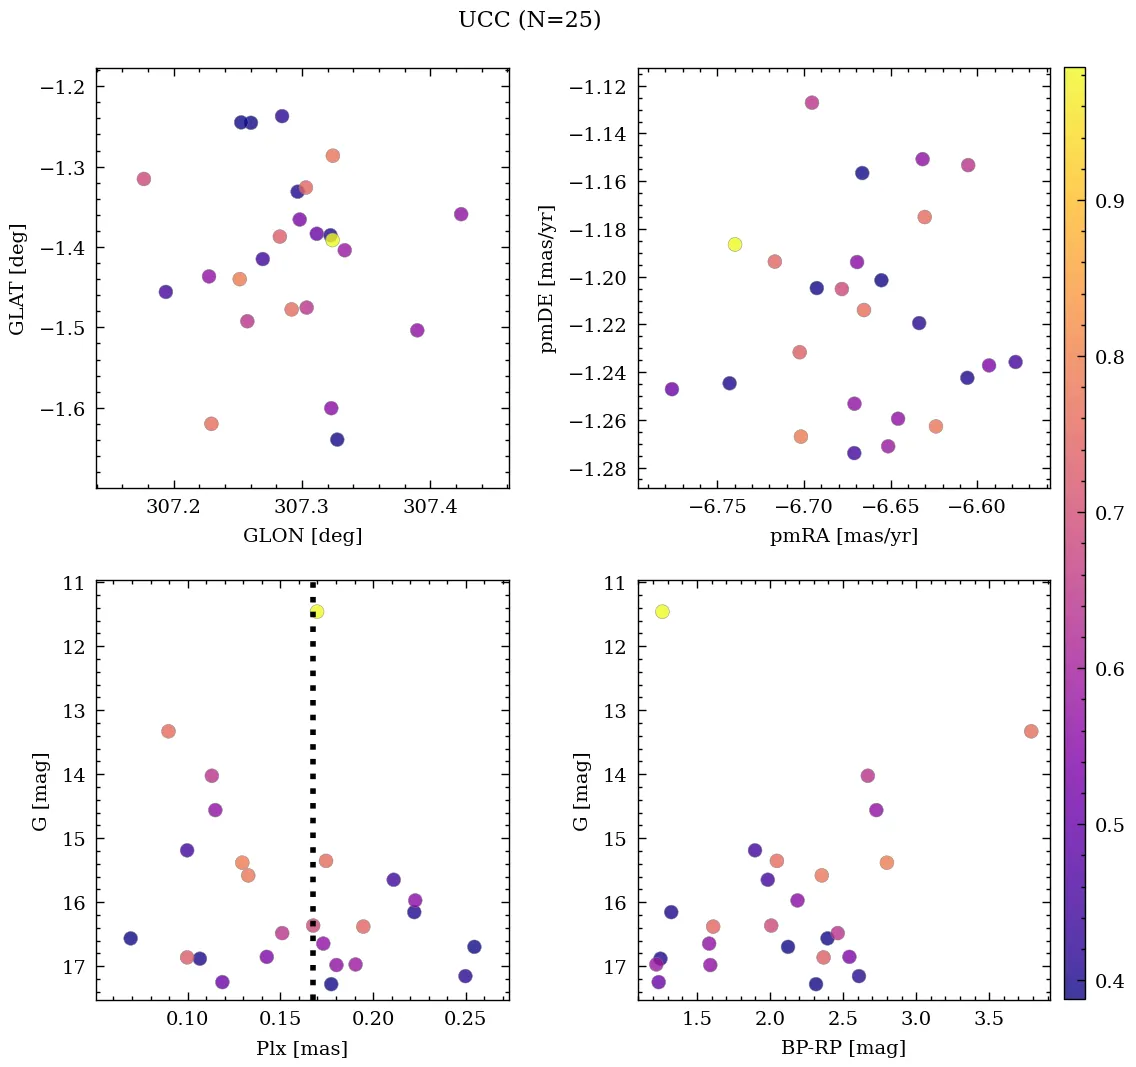 UCC (N=25)
−1.2
−1.3
−1.4
−1.5
−1.6
GLAT [deg]
307.2 307.3 307.4
GLON [deg]
−1.12
−1.14
−1.16
−1.18
−1.20
−1.22
−1.24
−1.26
−1.28
pmDE [mas/yr]
−6.75 −6.70 −6.65 −6.60
pmRA [mas/yr]
11
12
13
14
15
16
17
G [mag]
0.10 0.15 0.20 0.25
Plx [mas]
11
12
13
14
15
16
17
G [mag]
1.5 2.0 2.5 3.0 3.5
BP-RP [mag]
0.9
0.8
0.7
0.6
0.5
0.4